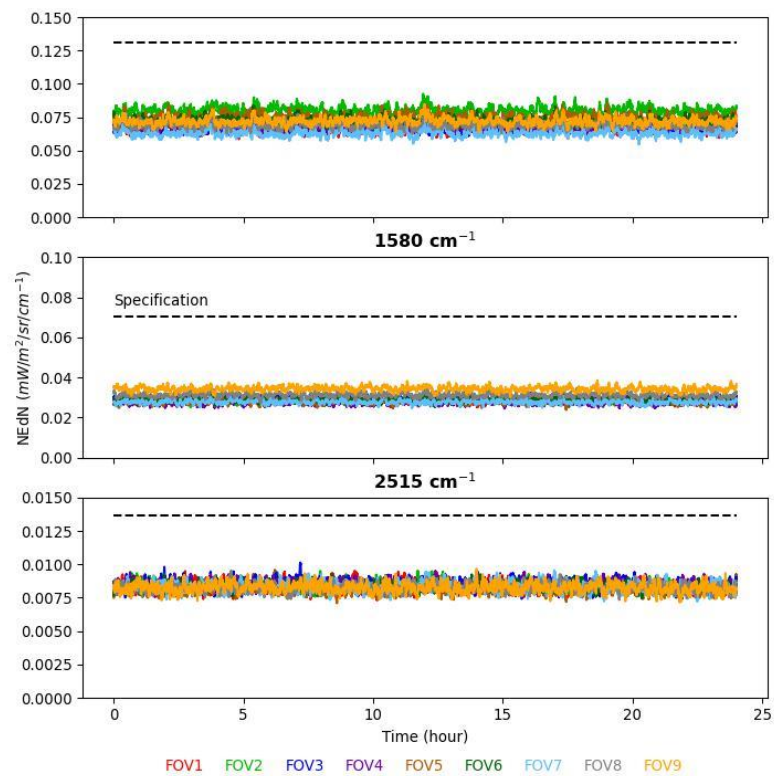 0.150
0.125
0.100
0.075
0.050
0.025
0.000
1580 cm⁻¹
0.10
0.08
0.06
0.04
0.02
0.00
Specification
NEdN (mW/m²/sr/cm⁻¹)
2515 cm⁻¹
0.0150
0.0125
0.0100
0.0075
0.0050
0.0025
0.0000
0 5 10 15 20 25
Time (hour)
FOV1 FOV2 FOV3 FOV4 FOV5 FOV6 FOV7 FOV8 FOV9